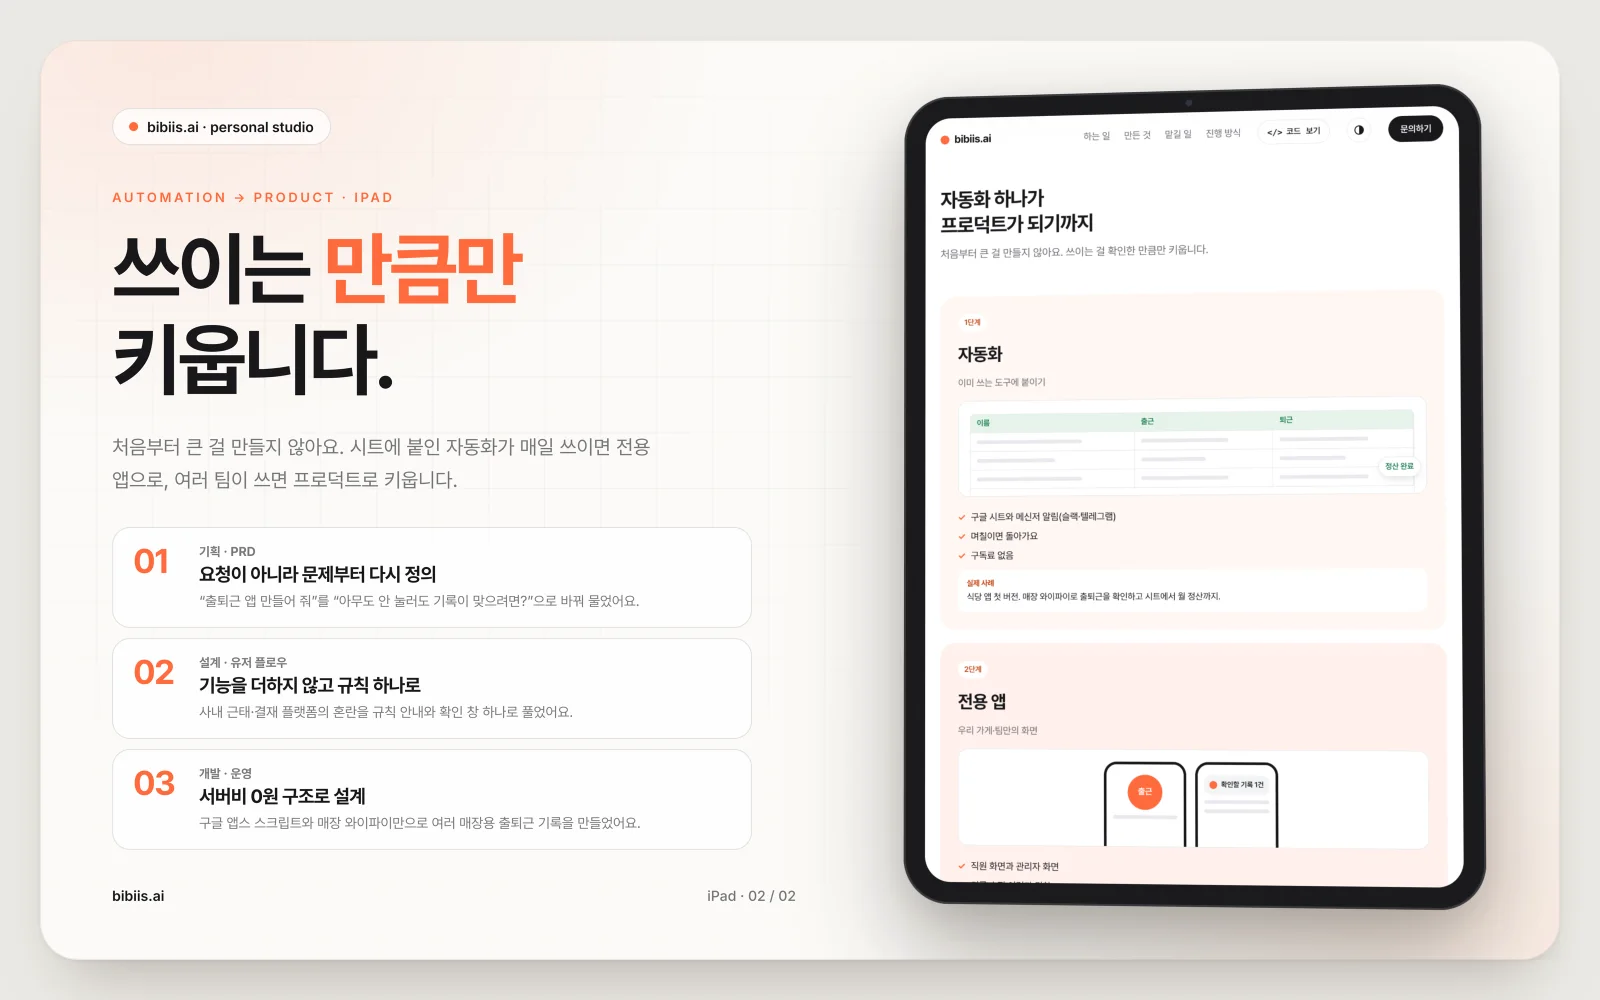 bibiis.ai · personal studio
AUTOMATION → PRODUCT · IPAD
쓰이는 만큼만
키웁니다.
처음부터 큰 걸 만들지 않아요. 시트에 붙인 자동화가 매일 쓰이면 전용
앱으로, 여러 팀이 쓰면 프로덕트로 키웁니다.
01
기획 · PRD
요청이 아니라 문제부터 다시 정의
“출퇴근 앱 만들어 줘”를 “아무도 안 눌러도 기록이 맞으려면?”으로 바꿔 물었어요.
02
설계 · 유저 플로우
기능을 더하지 않고 규칙 하나로
사내 근태·결재 플랫폼의 혼란을 규칙 안내와 확인 창 하나로 풀었어요.
03
개발 · 운영
서버비 0원 구조로 설계
구글 앱스 스크립트와 매장 와이파이만으로 여러 매장용 출퇴근 기록을 만들었어요.
bibiis.ai
iPad · 02 / 02
bibiis.ai
하는 일 만든 것 맡길 일 진행 방식 </> 코드 보기 문의하기
자동화 하나가
프로덕트가 되기까지
처음부터 큰 걸 만들지 않아요. 쓰이는 걸 확인한 만큼만 키웁니다.
1단계
자동화
이미 쓰는 도구에 붙이기
이름 출근 퇴근
정산 완료
구글 시트와 메신저 알림(슬랙·텔레그램)
며칠이면 돌아가요
구독료 없음
실제 사례
식당 앱 첫 버전. 매장 와이파이로 출퇴근을 확인하고 시트에서 월 정산까지.
2단계
전용 앱
우리 가게·팀만의 화면
출근
확인할 기록 1건
직원 화면과 관리자 화면